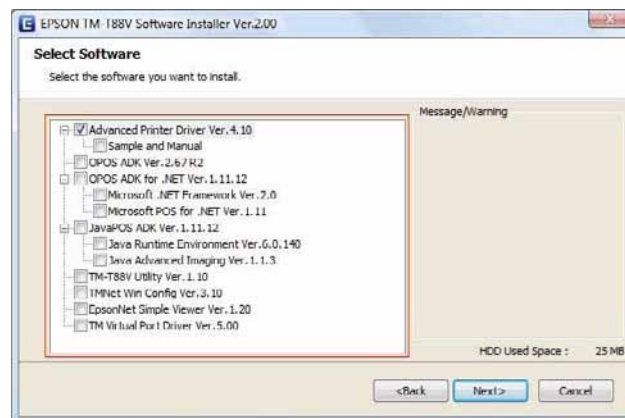 EPSON TM-T88V Software Installer Ver.2.00
Select Software
Select the software you want to install.
Message/Warning
Advanced Printer Driver Ver.4.10
Sample and Manual
OPOS ADK Ver.2.67 R2
OPOS ADK for .NET Ver.1.11.12
Microsoft .NET Framework Ver.2.0
Microsoft POS for .NET Ver.1.11
JavaPOS ADK Ver.1.11.12
Java Runtime Environment Ver.6.0.140
Java Advanced Imaging Ver.1.1.3
TM-T88V Utility Ver.1.10
TMNet Win Config Ver.3.10
EpsonNet Simple Viewer Ver.1.20
TM Virtual Port Driver Ver.5.00
HDD Used Space : 25 MB
<Back Next> Cancel